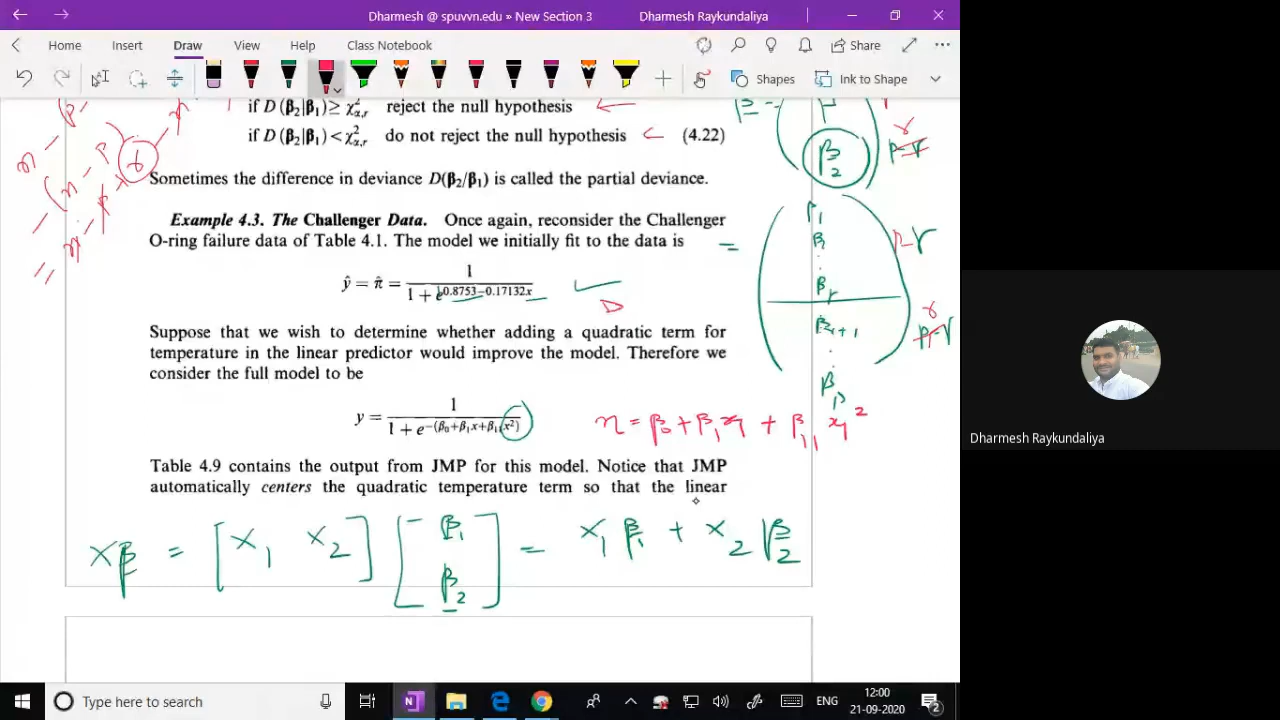 Dharmesh @ spuvvn.edu » New Section 3 Dharmesh Raykundaliya
Home Insert Draw View Help Class Notebook Share
Shapes Ink to Shape
if D (β₂|β₁) ≥ χ²α,r reject the null hypothesis
if D (β₂|β₁) < χ²α,r do not reject the null hypothesis (4.22)
Sometimes the difference in deviance D(β₂/β₁) is called the partial deviance.
Example 4.3. The Challenger Data. Once again, reconsider the Challenger
O-ring failure data of Table 4.1. The model we initially fit to the data is
ŷ = π̂ = 1 / (1 + e^(10.8753−0.17132x))
Suppose that we wish to determine whether adding a quadratic term for
temperature in the linear predictor would improve the model. Therefore we
consider the full model to be
y = 1 / (1 + e^−(β₀+β₁x+β₁₁x²))
η = β₀ + β₁x₁ + β₁₁x₁²
Table 4.9 contains the output from JMP for this model. Notice that JMP
automatically centers the quadratic temperature term so that the linear
Xβ = [X₁ X₂] [β₁ β₂] = X₁β₁ + X₂β₂
Dharmesh Raykundaliya
Type here to search
ENG
12:00
21-09-2020
2